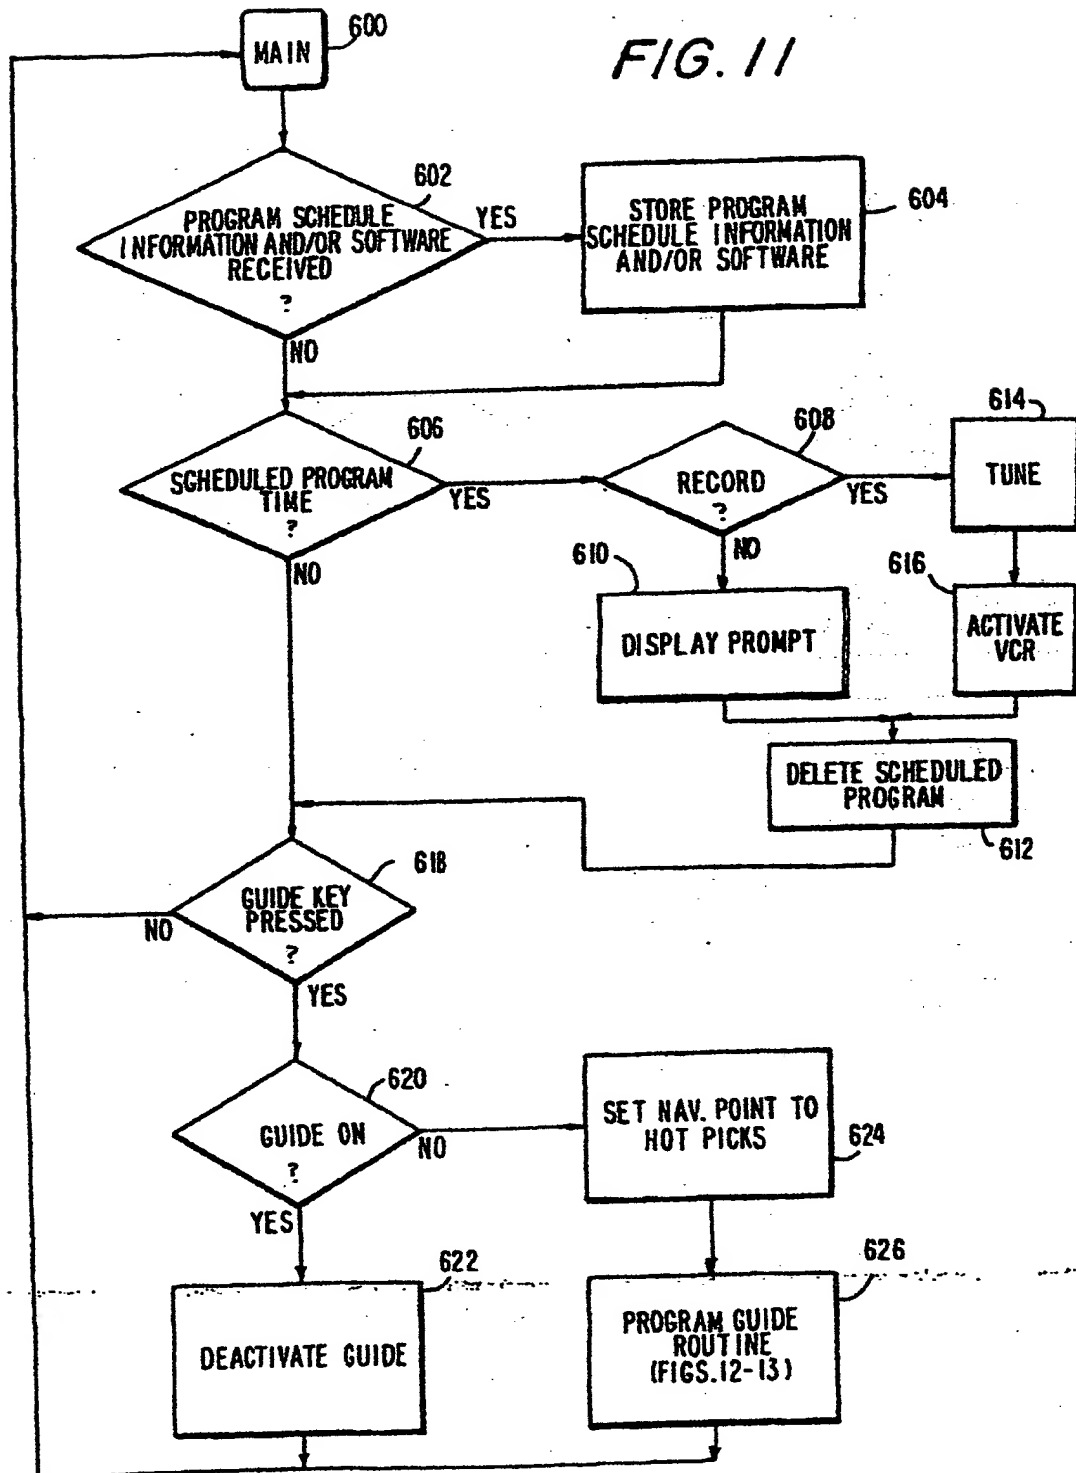 FIG. 11
MAIN
600
602
PROGRAM SCHEDULE
INFORMATION AND/OR SOFTWARE
RECEIVED
?
YES
NO
STORE PROGRAM
SCHEDULE INFORMATION
AND/OR SOFTWARE
604
606
SCHEDULED PROGRAM
TIME
?
YES
NO
608
RECORD
?
YES
NO
614
TUNE
610
DISPLAY PROMPT
616
ACTIVATE
VCR
DELETE SCHEDULED
PROGRAM
612
618
GUIDE KEY
PRESSED
?
NO
YES
620
GUIDE ON
?
NO
YES
SET NAV. POINT TO
HOT PICKS
624
622
DEACTIVATE GUIDE
626
PROGRAM GUIDE
ROUTINE
(FIGS.12-13)